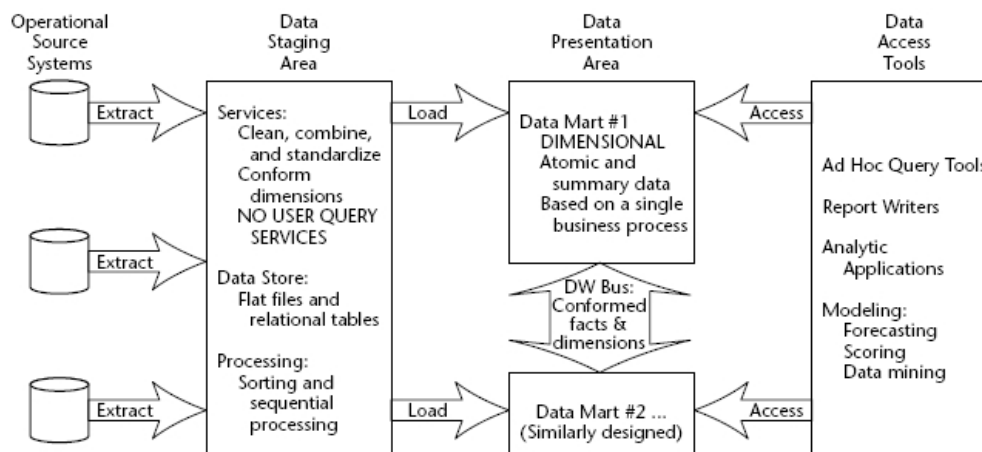 Operational
Source
Systems
Data
Staging
Area
Data
Presentation
Area
Data
Access
Tools
Extract
Extract
Extract
Services:
Clean, combine,
and standardize
Conform
dimensions
NO USER QUERY
SERVICES
Data Store:
Flat files and
relational tables
Processing:
Sorting and
sequential
processing
Load
Load
Data Mart #1
DIMENSIONAL
Atomic and
summary data
Based on a single
business process
DW Bus:
Conformed
facts &
dimensions
Data Mart #2 ...
(Similarly designed)
Access
Access
Ad Hoc Query Tools
Report Writers
Analytic
Applications
Modeling:
Forecasting
Scoring
Data mining